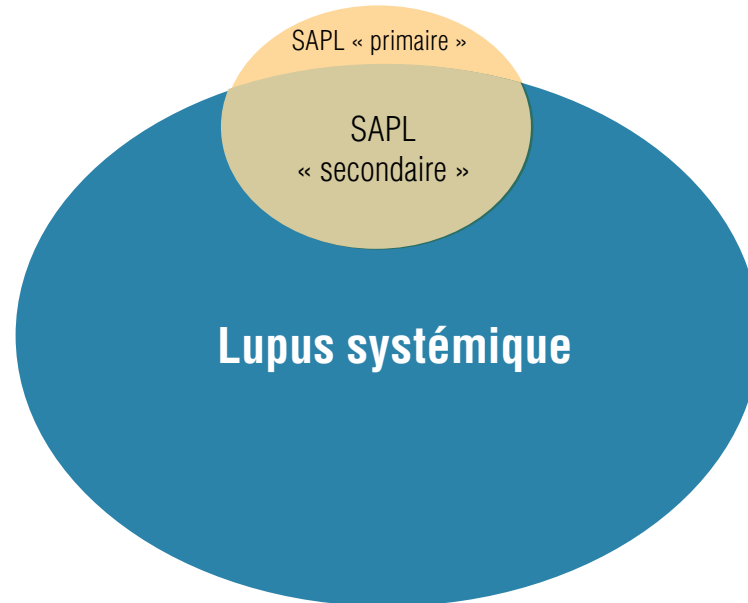 SAPL « primaire »
SAPL
« secondaire »
Lupus systémique